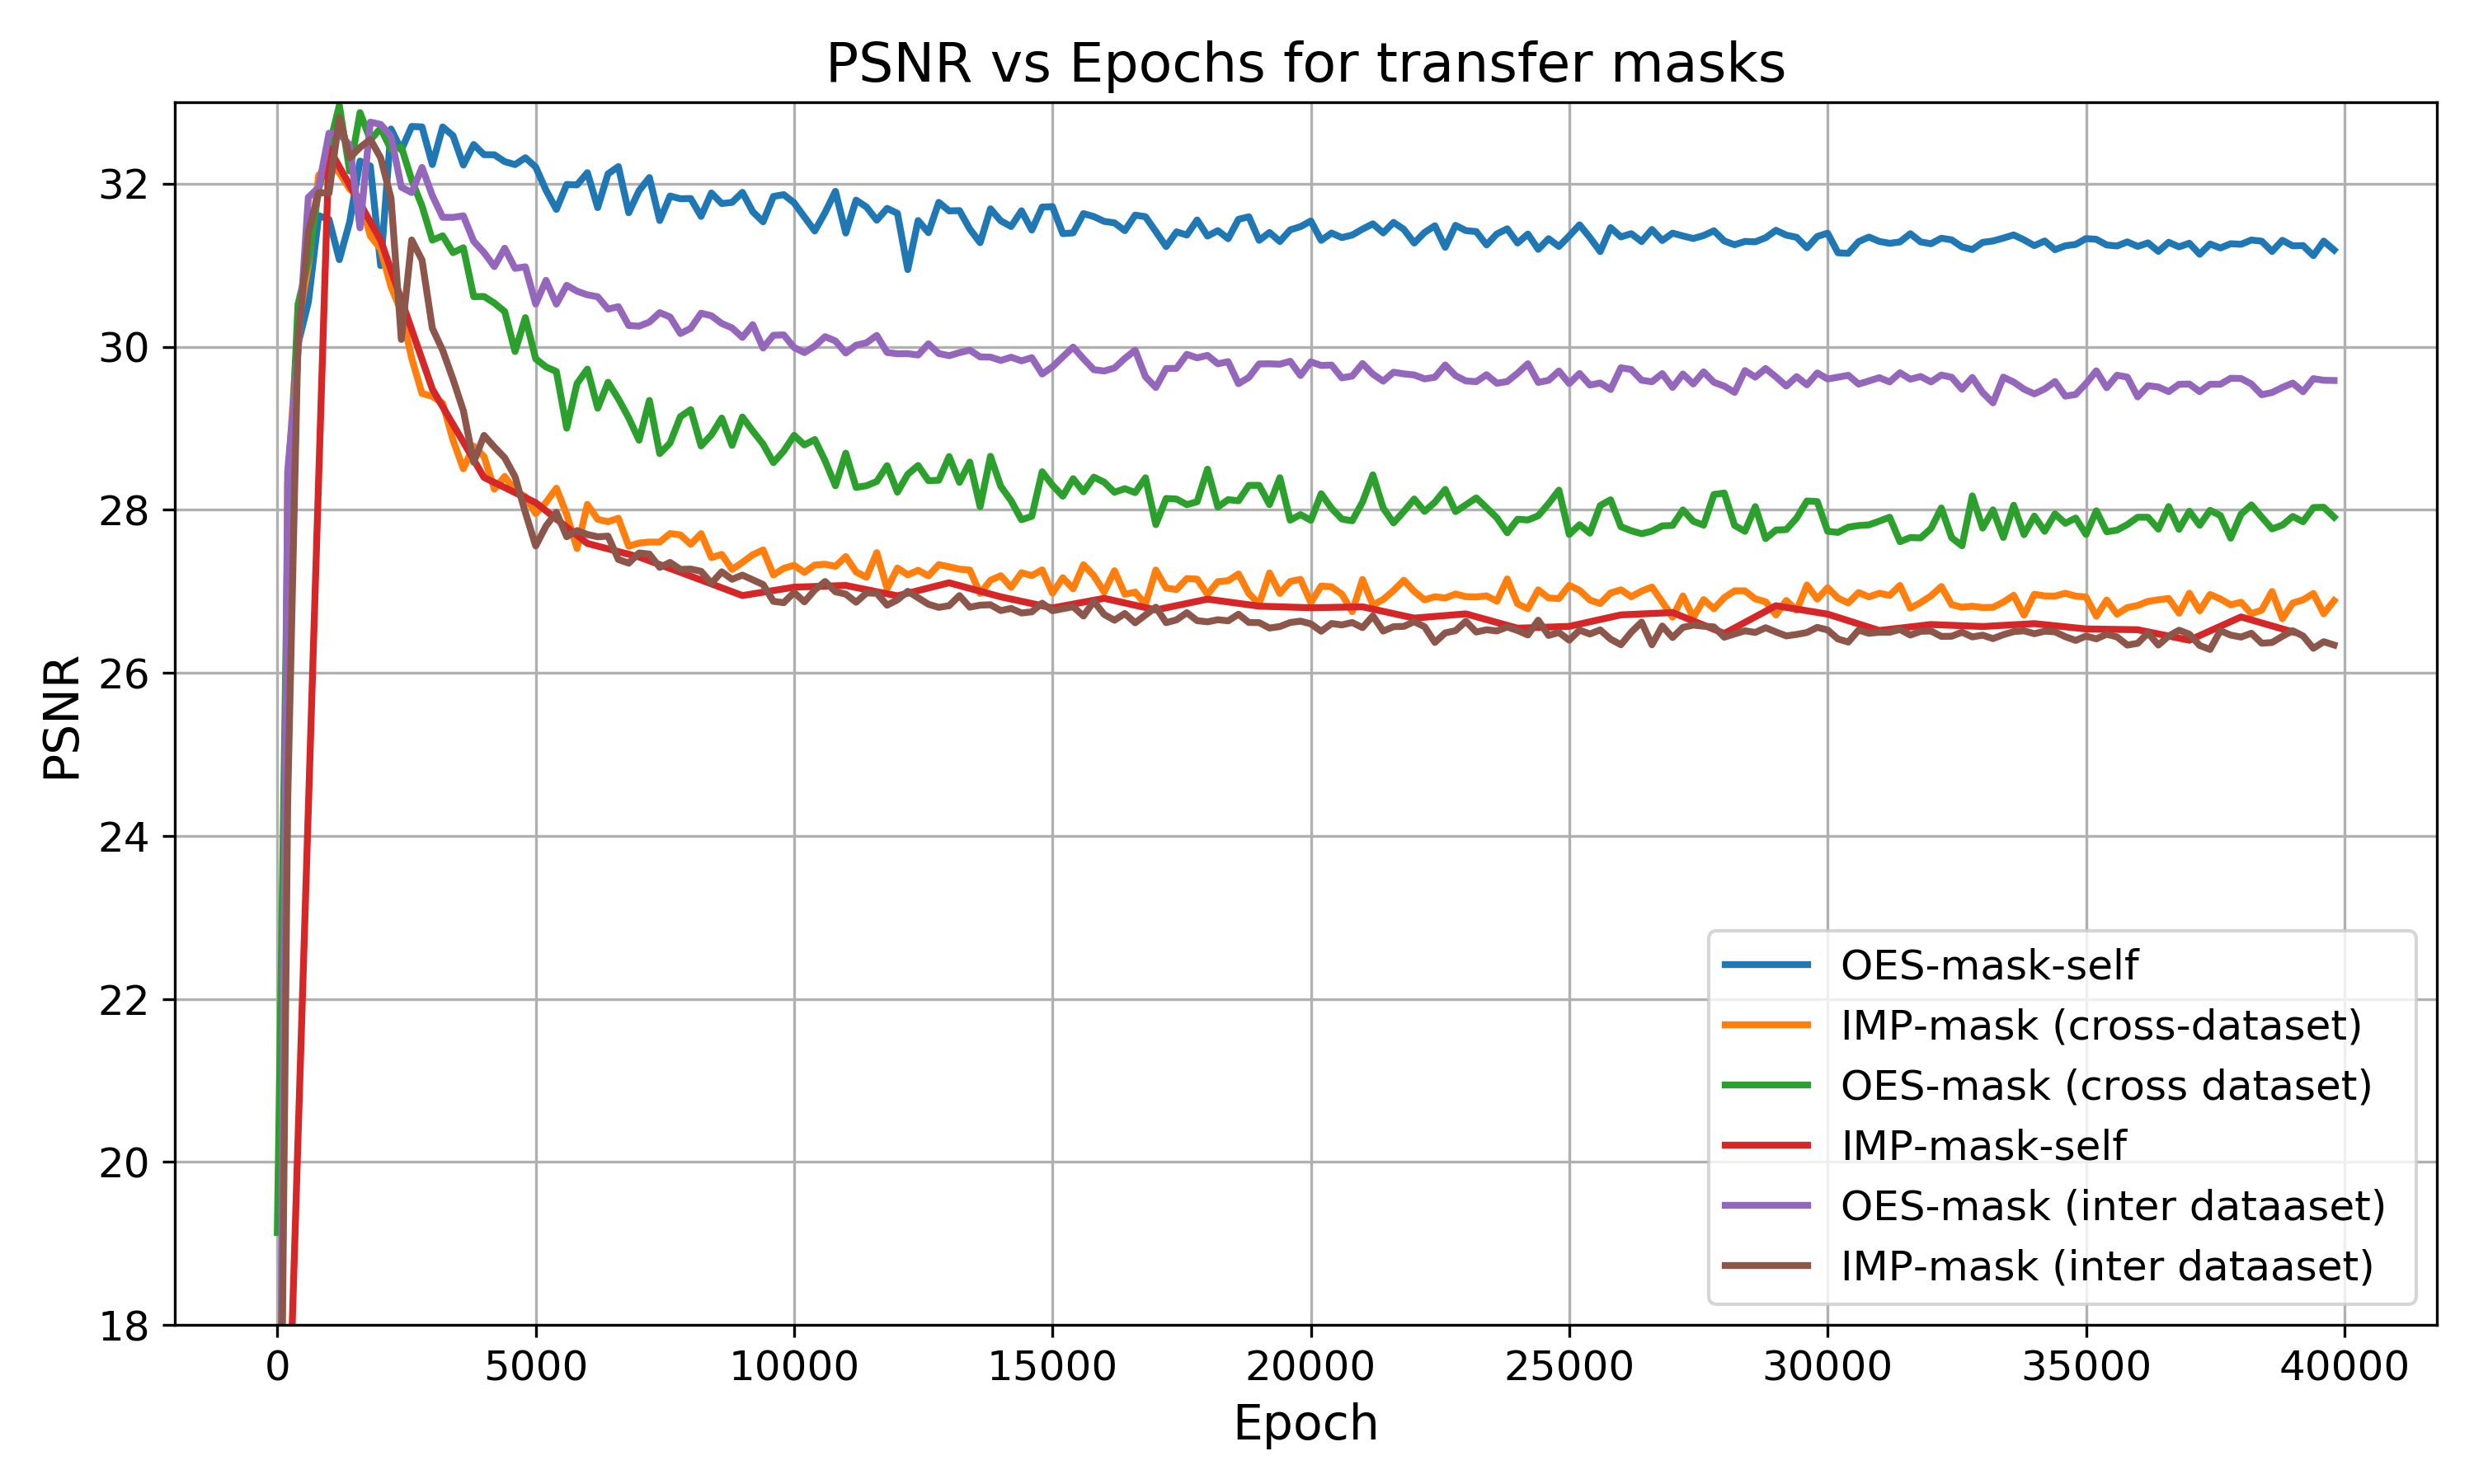 PSNR vs Epochs for transfer masks
PSNR
32
30
28
26
24
22
20
18
0 5000 10000 15000 20000 25000 30000 35000 40000
Epoch
OES-mask-self
IMP-mask (cross-dataset)
OES-mask (cross dataset)
IMP-mask-self
OES-mask (inter dataaset)
IMP-mask (inter dataaset)